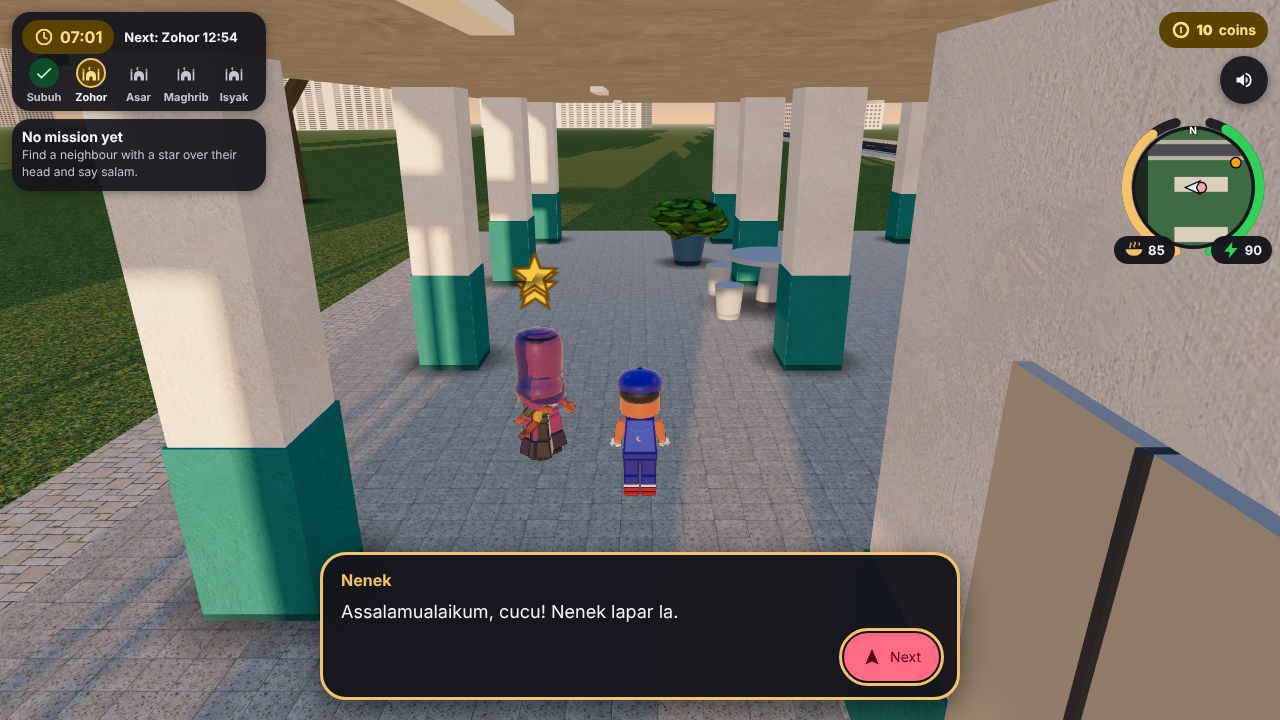 07:01 Next: Zohor 12:54
Subuh Zohor Asar Maghrib Isyak
No mission yet
Find a neighbour with a star over their
head and say salam.
10 coins
N
85 90
Nenek
Assalamualaikum, cucu! Nenek lapar la.
Next